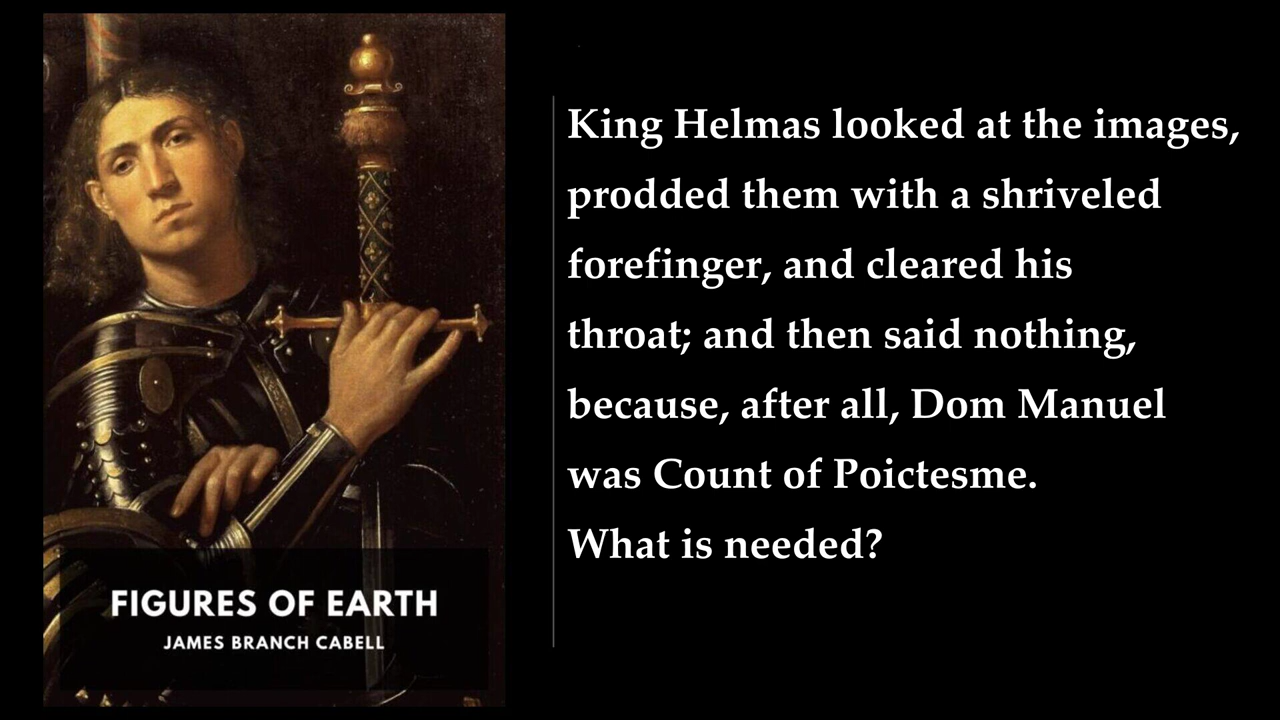 FIGURES OF EARTH
JAMES BRANCH CABELL
King Helmas looked at the images,
prodded them with a shriveled
forefinger, and cleared his
throat; and then said nothing,
because, after all, Dom Manuel
was Count of Poictesme.
What is needed?